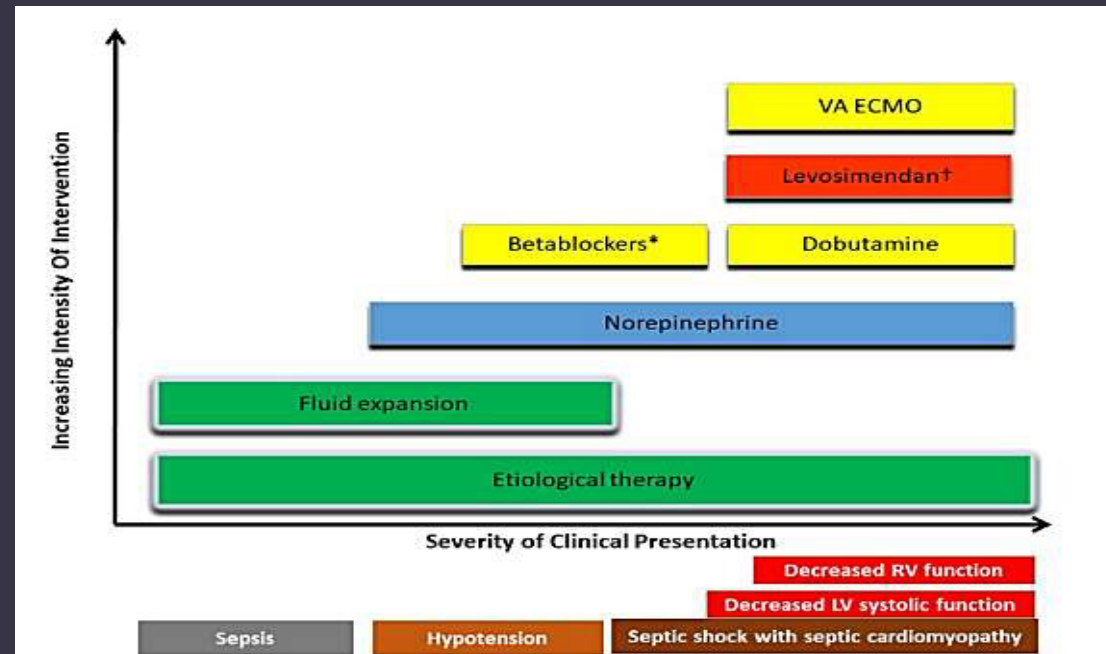 Increasing Intensity Of Intervention
VA ECMO
Levosimendan†
Betablockers*
Dobutamine
Norepinephrine
Fluid expansion
Etiological therapy
Severity of Clinical Presentation
Decreased RV function
Decreased LV systolic function
Sepsis
Hypotension
Septic shock with septic cardiomyopathy